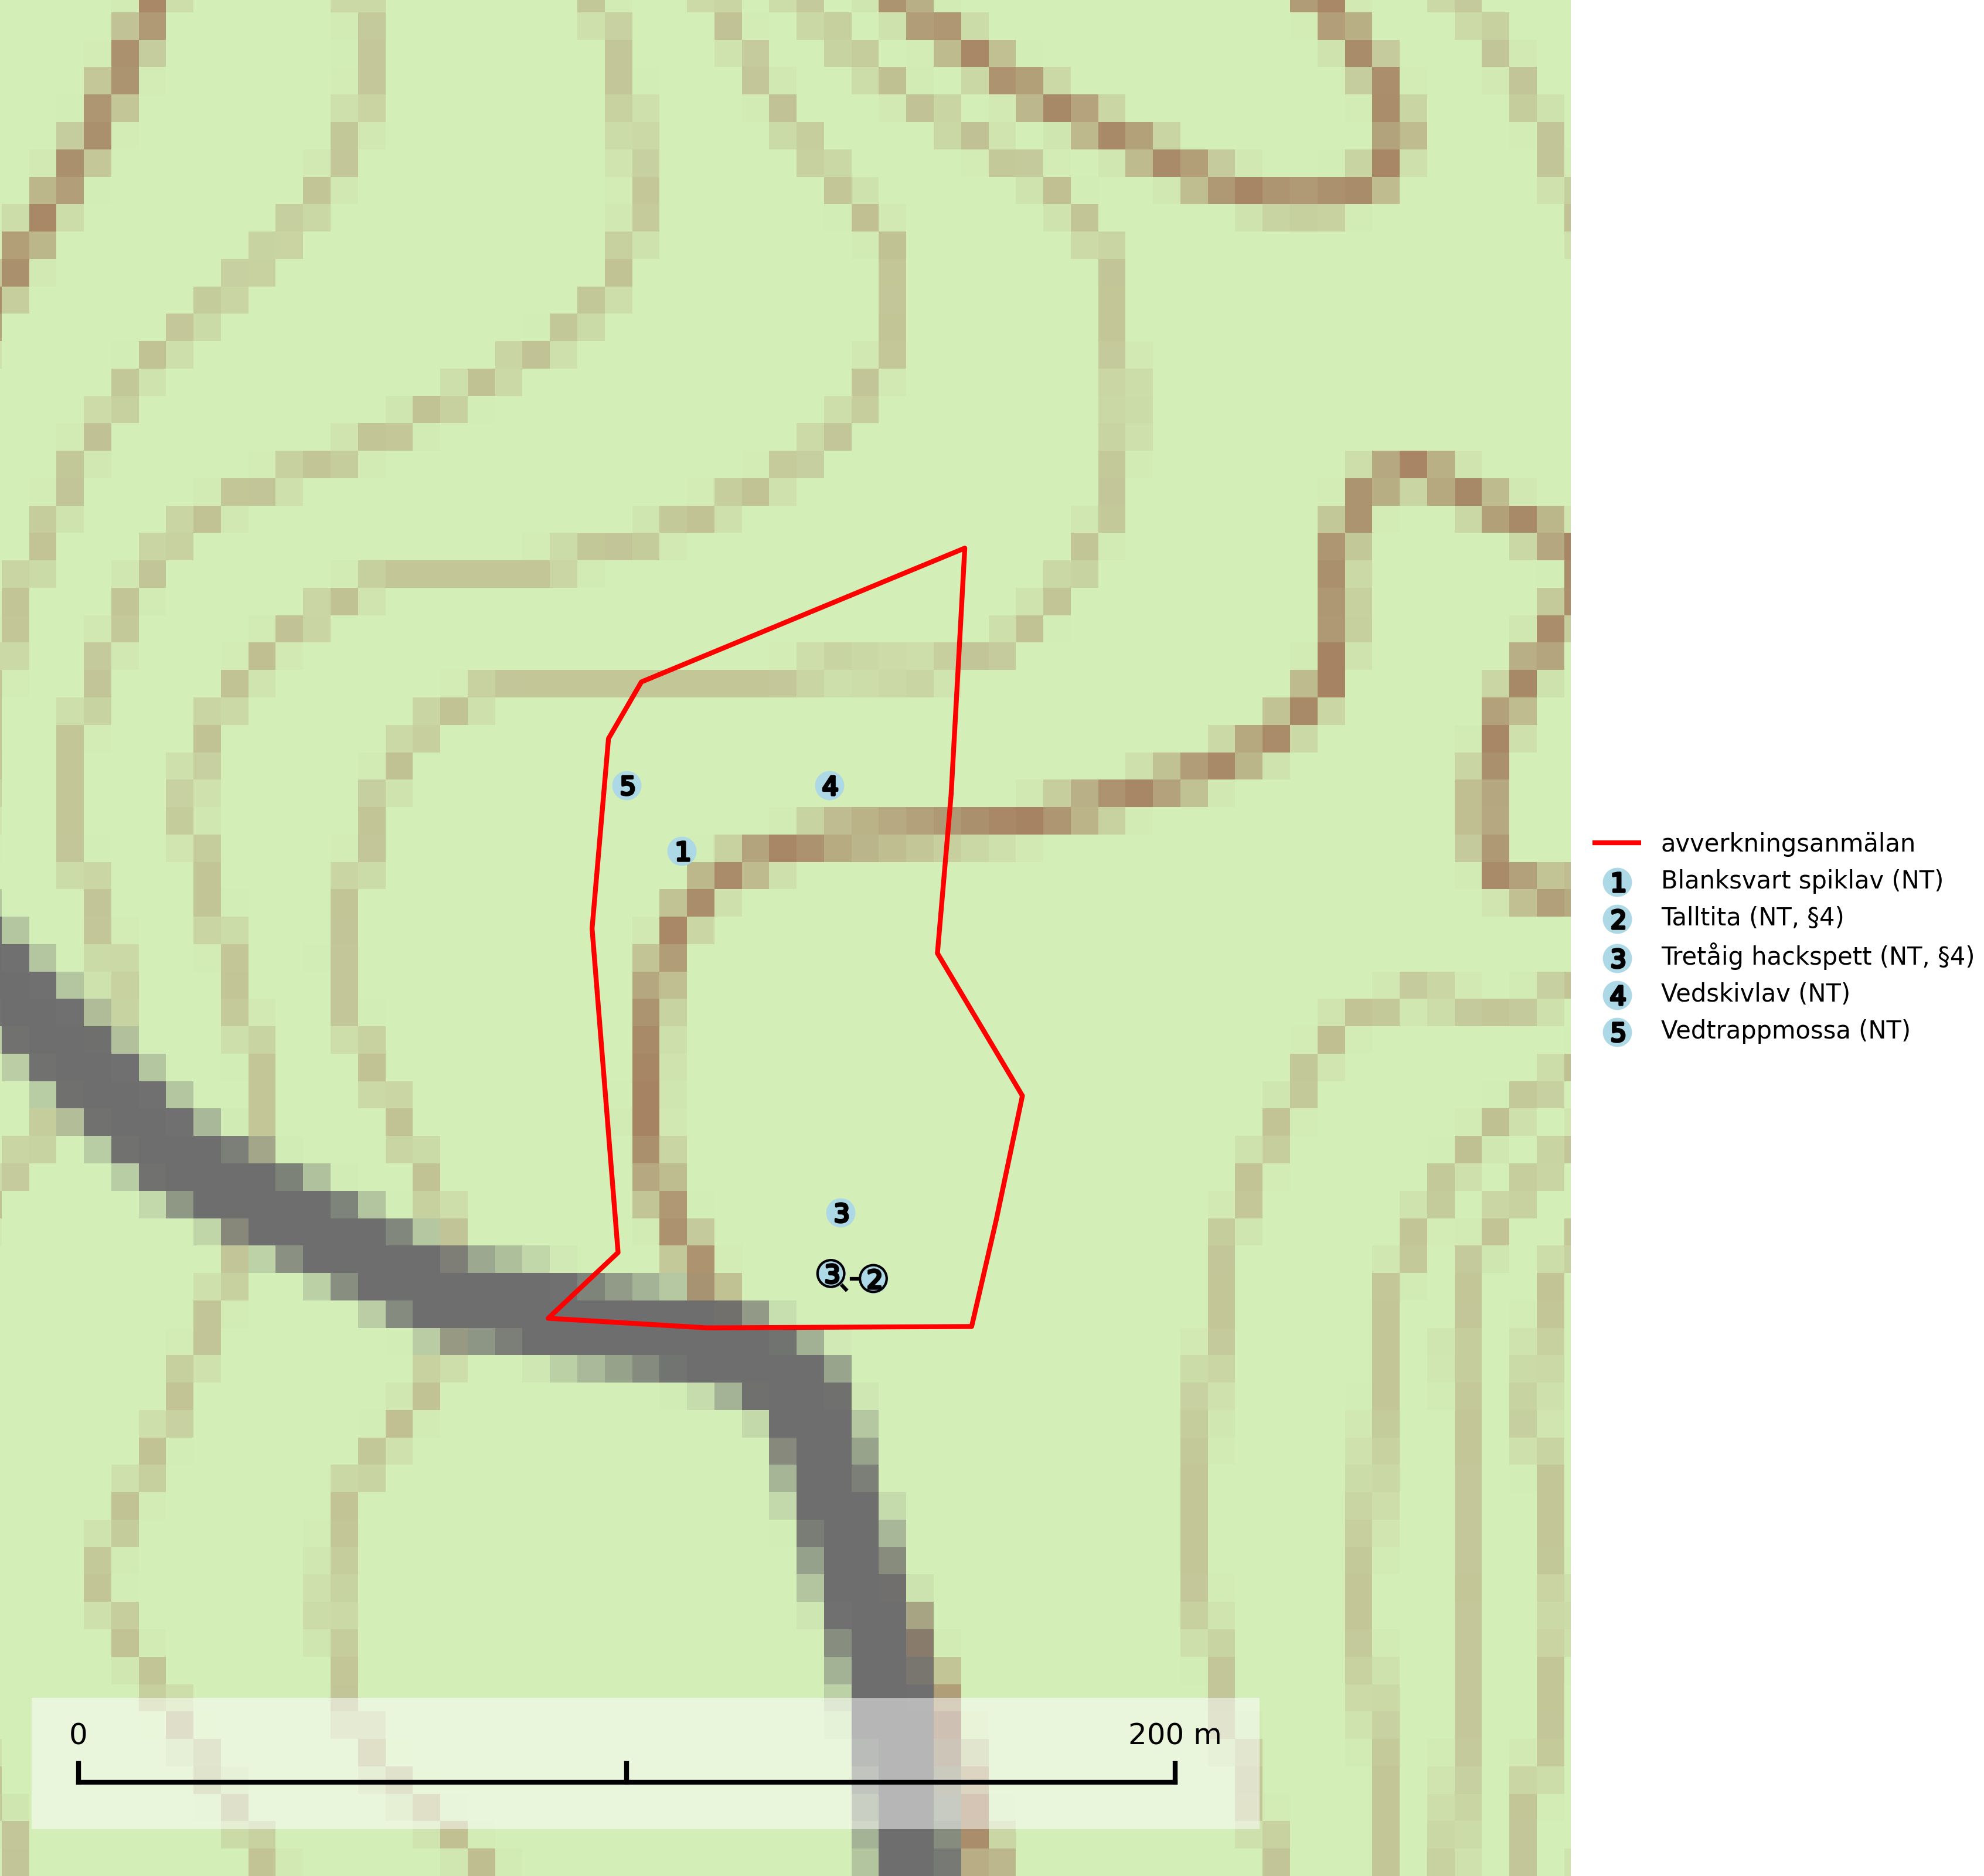 5
4
1
3
3 2
0
200 m
avverkningsanmälan
1 Blanksvart spiklav (NT)
2 Talltita (NT, §4)
3 Tretåig hackspett (NT, §4)
4 Vedskivlav (NT)
5 Vedtrappmossa (NT)